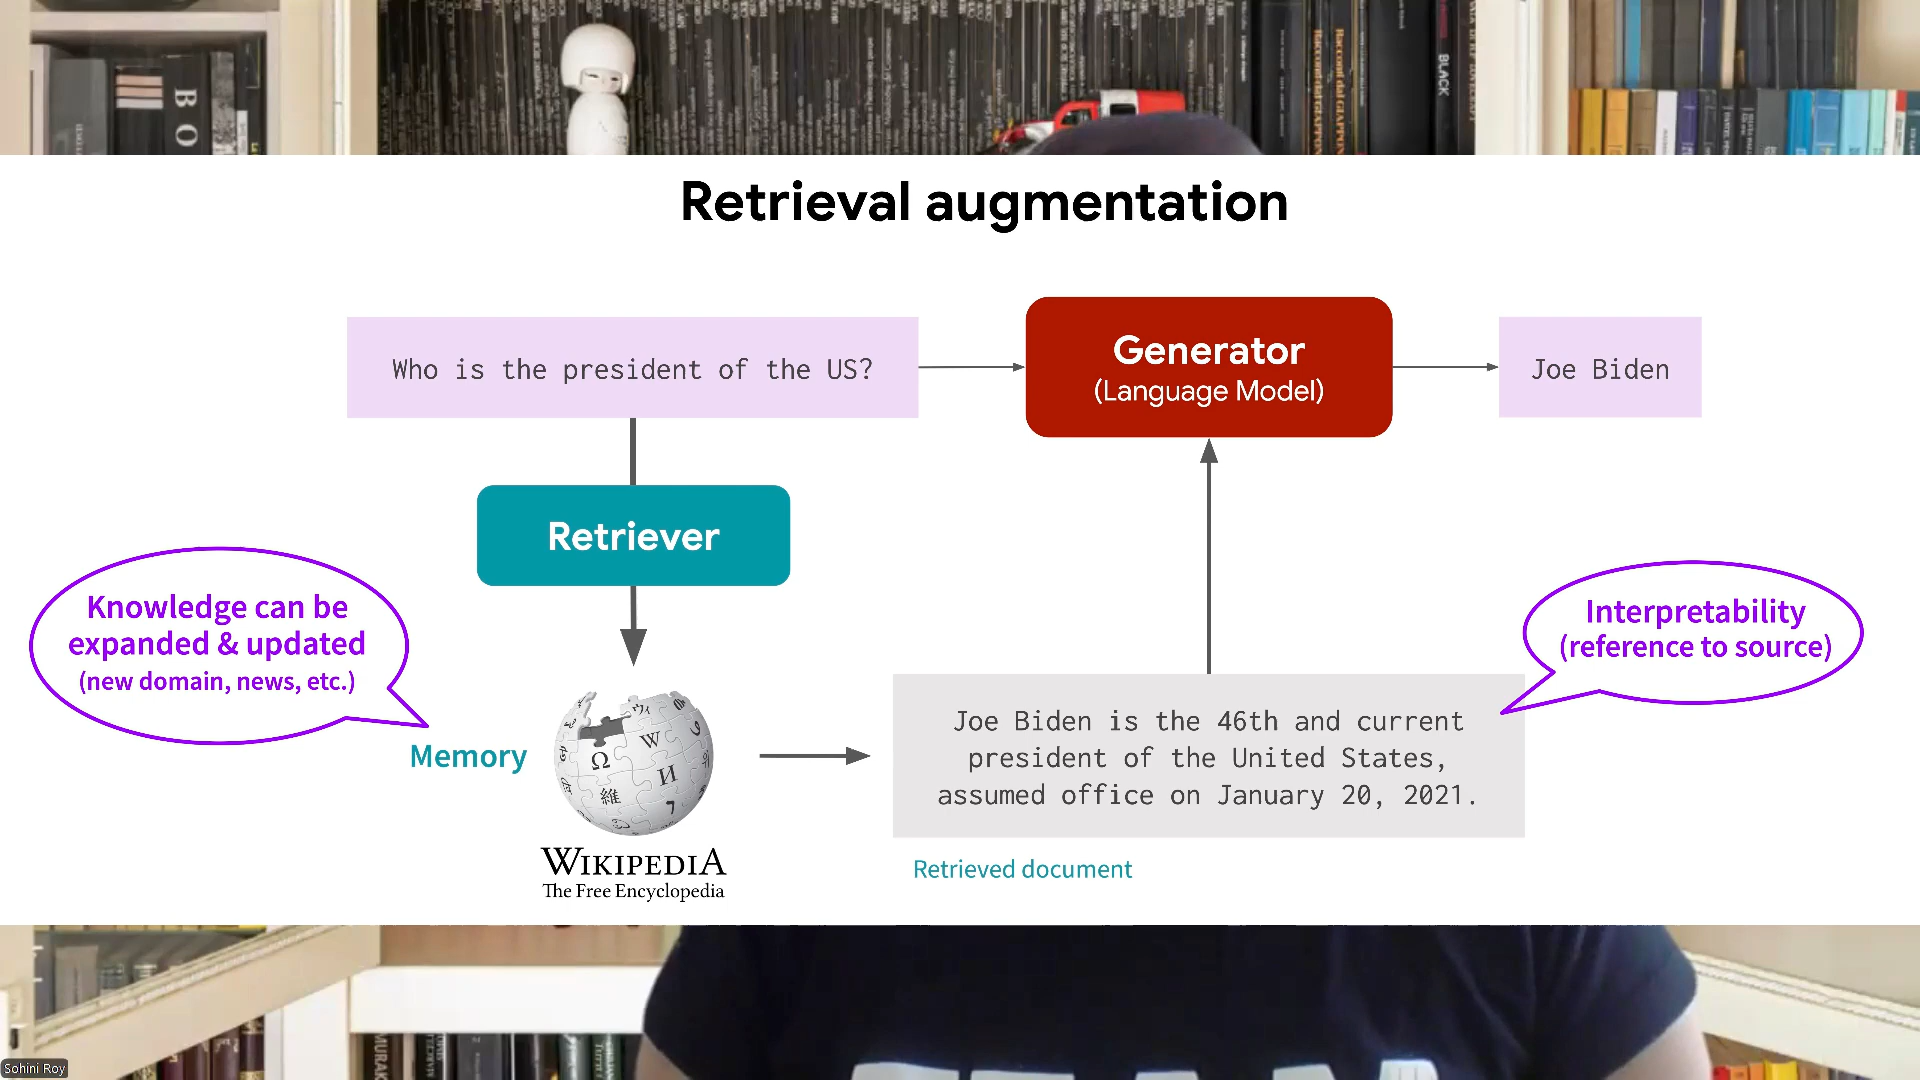 B O
BLACK
Retrieval augmentation
Who is the president of the US?
Generator
(Language Model)
Joe Biden
Retriever
Knowledge can be
expanded & updated
(new domain, news, etc.)
Interpretability
(reference to source)
Memory
Joe Biden is the 46th and current
president of the United States,
assumed office on January 20, 2021.
Ω
W
И
維
WIKIPEDIA
The Free Encyclopedia
Retrieved document
Sohini Roy